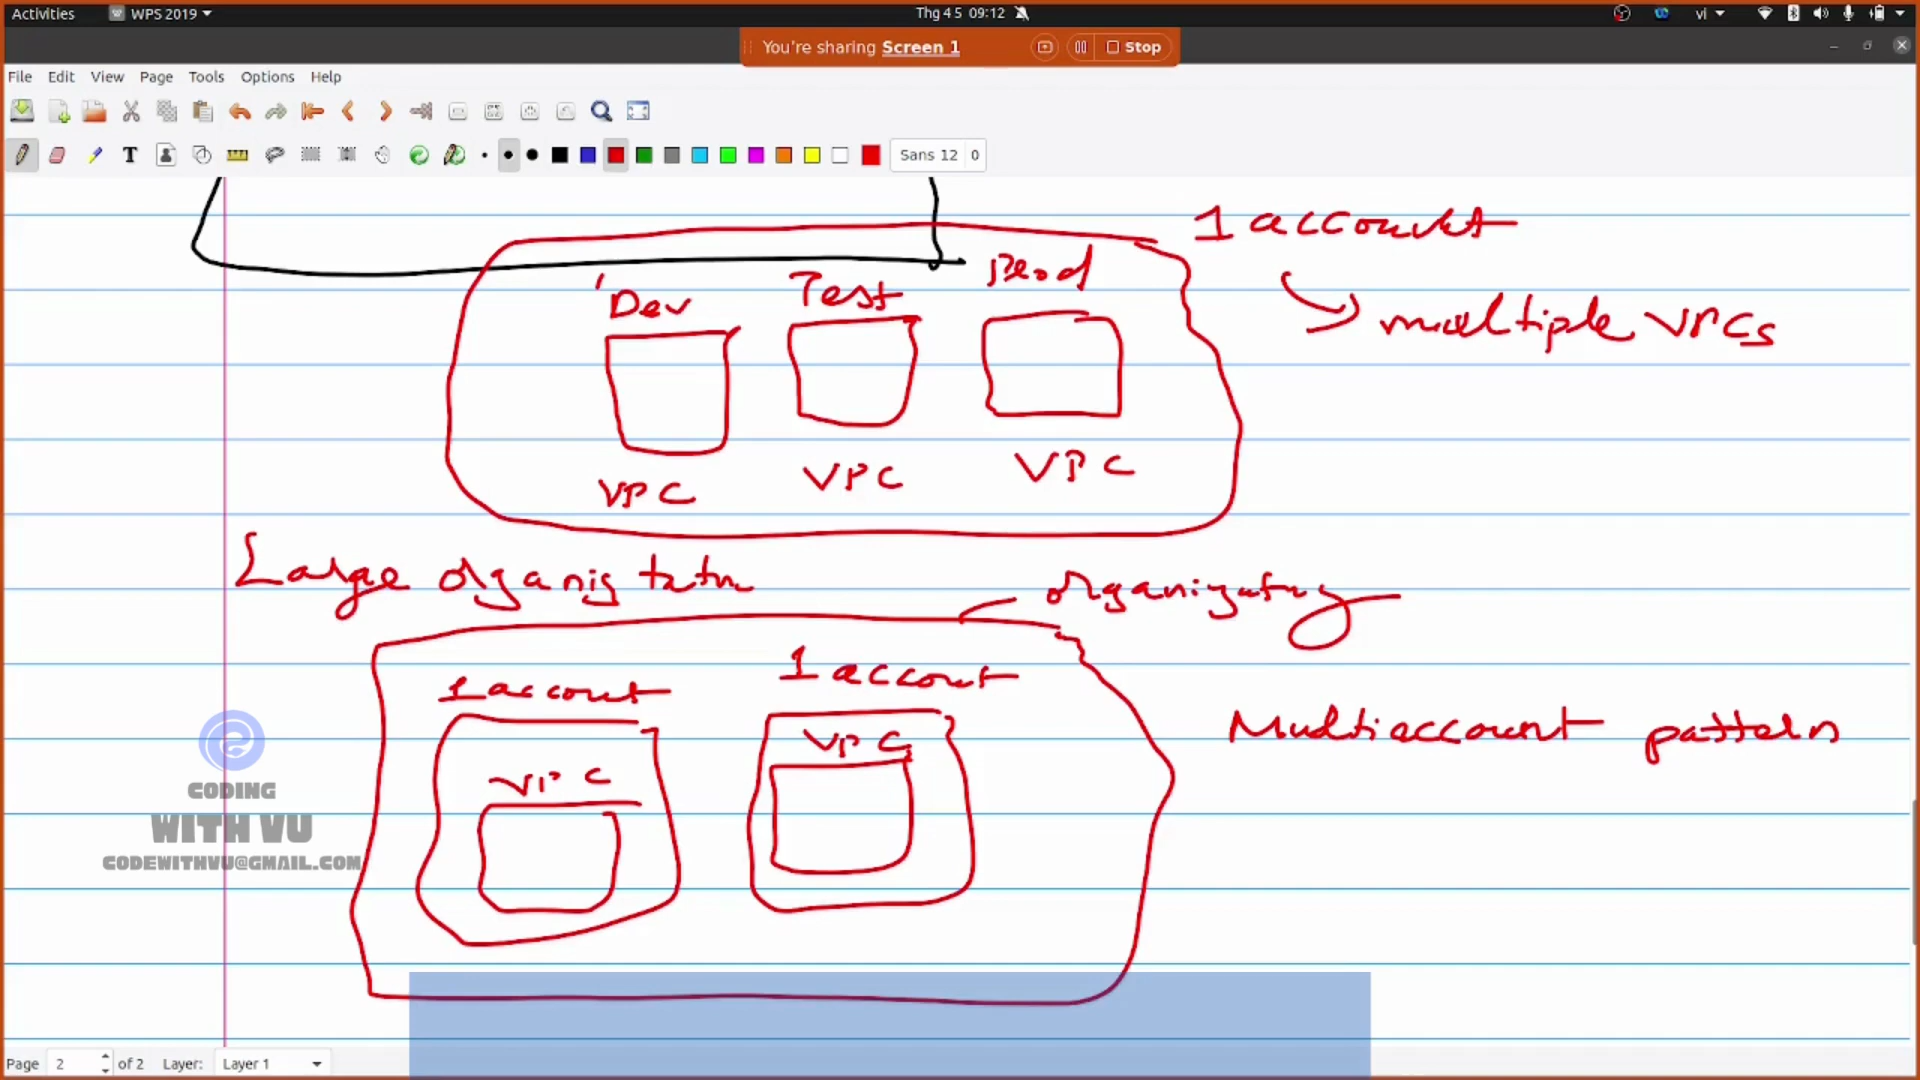 Activities WPS 2019 Thg 4 5 09:12 vi
You're sharing Screen 1 Stop
File Edit View Page Tools Options Help
Sans 12 0
1 account
Dev Test Prod
multiple VPCs
VPC VPC VPC
Large
1 account 1 account
Multiaccount pattern
VPC VPC
CODING
WITH VU
CODEWITHVU@GMAIL.COM
Page 2 of 2 Layer: Layer 1